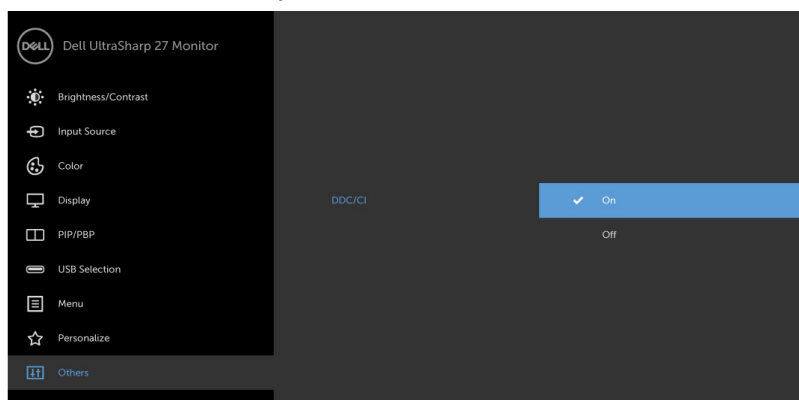 DELL
Dell UltraSharp 27 Monitor
Brightness/Contrast
Input Source
Color
Display
DDC/CI
On
PIP/PBP
Off
USB Selection
Menu
Personalize
Others